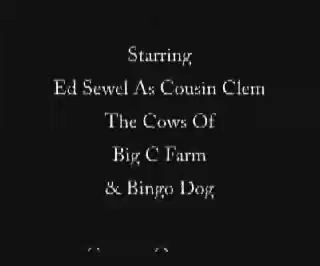 Starring
Ed Sewel As Cousin Clem
The Cows Of
Big C Farm
& Bingo Dog